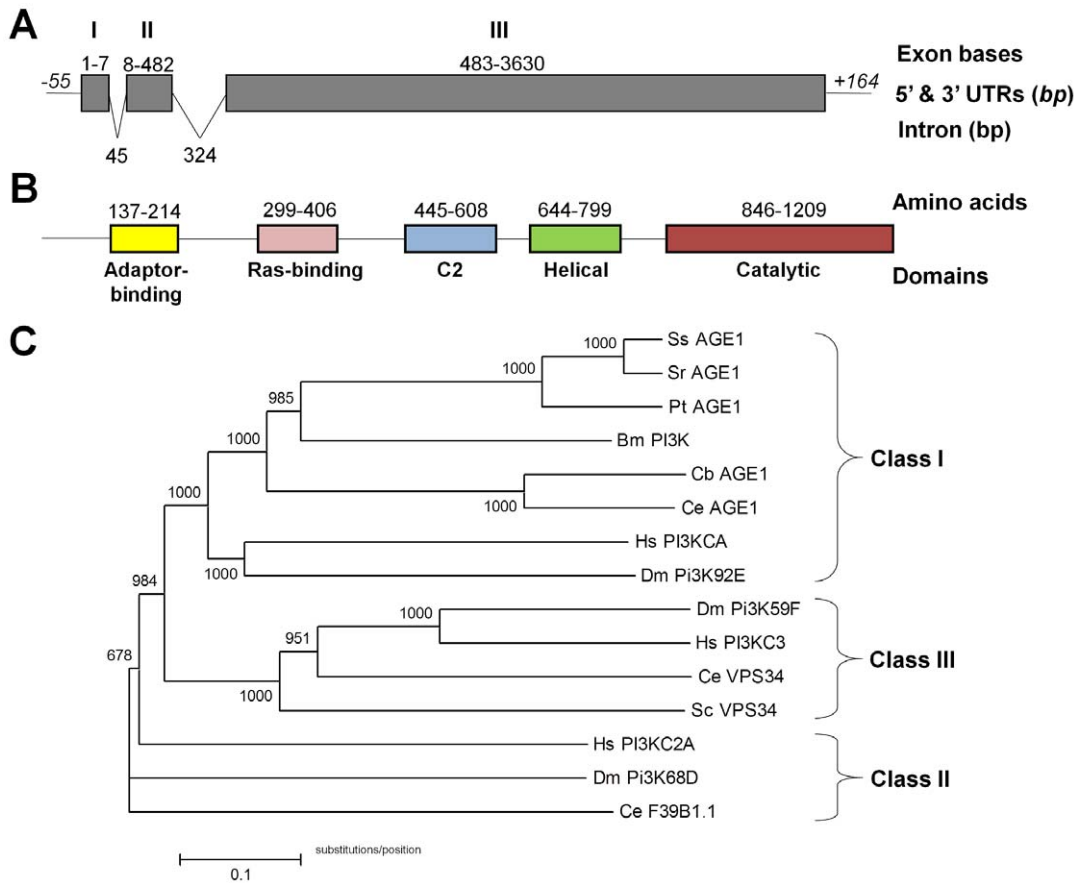 A
I II III
1-7 8-482 483-3630 Exon bases
-55 +164 5' & 3' UTRs (bp)
Intron (bp)
45 324
B
137-214 299-406 445-608 644-799 846-1209 Amino acids
Adaptor- Ras-binding C2 Helical Catalytic Domains
binding
C
1000 Ss AGE1
1000 Sr AGE1
985 Pt AGE1
1000 Bm PI3K Class I
Cb AGE1
1000 1000 Ce AGE1
Hs PI3KCA
1000 Dm Pi3K92E
984 1000 Dm Pi3K59F
951 Hs PI3KC3
678 Class III
Ce VPS34
1000 Sc VPS34
Hs PI3KC2A
Dm Pi3K68D Class II
Ce F39B1.1
substitutions/position
0.1